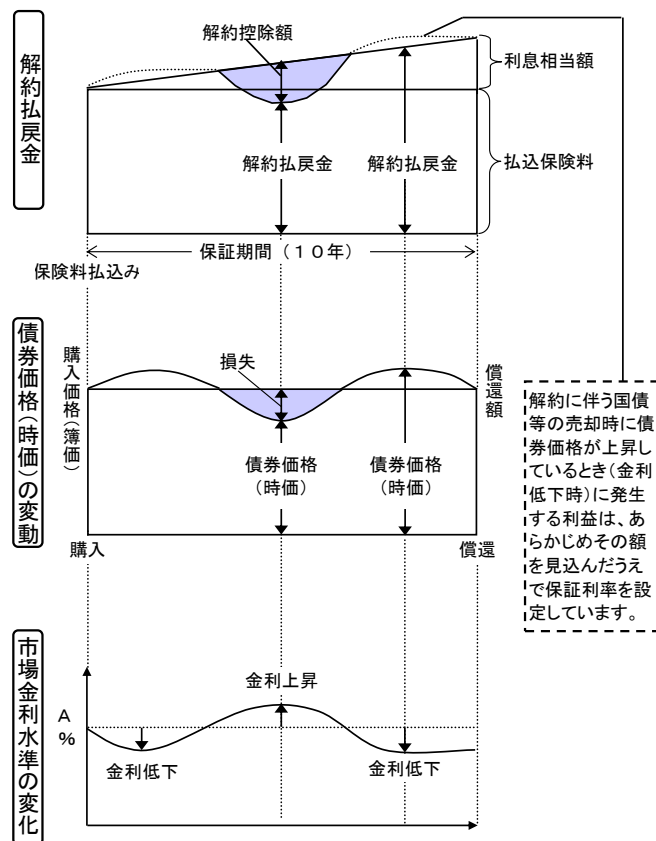 解約払戻金
解約控除額
利息相当額
解約払戻金
解約払戻金
払込保険料
保証期間（１０年）
保険料払込み
債券価格(時価)の変動
購入価格(簿価)
損失
償還額
債券価格
(時価)
債券価格
(時価)
購入
償還
解約に伴う国債
等の売却時に債
券価格が上昇し
ているとき(金利
低下時)に発生
する利益は、あ
らかじめその額
を見込んだうえ
で保証利率を設
定しています。
市場金利水準の変化
A
%
金利上昇
金利低下
金利低下